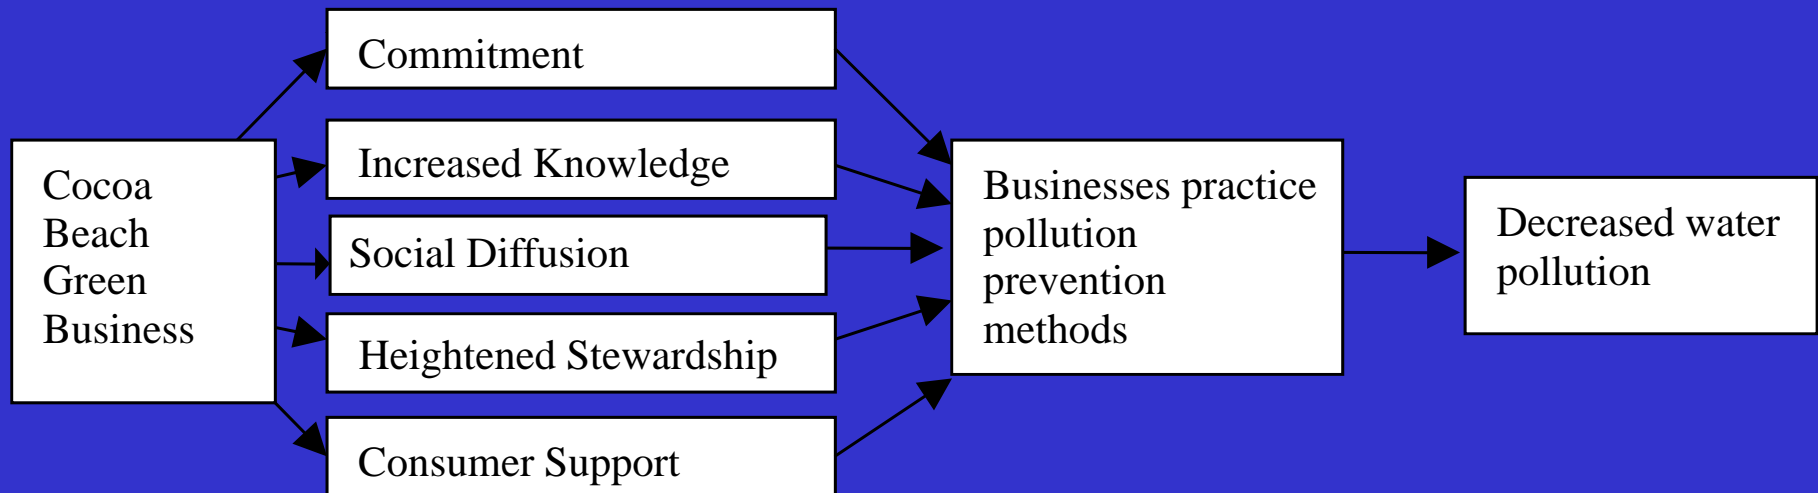 Cocoa
Beach
Green
Business
Commitment
Increased Knowledge
Social Diffusion
Heightened Stewardship
Consumer Support
Businesses practice
pollution
prevention
methods
Decreased water
pollution